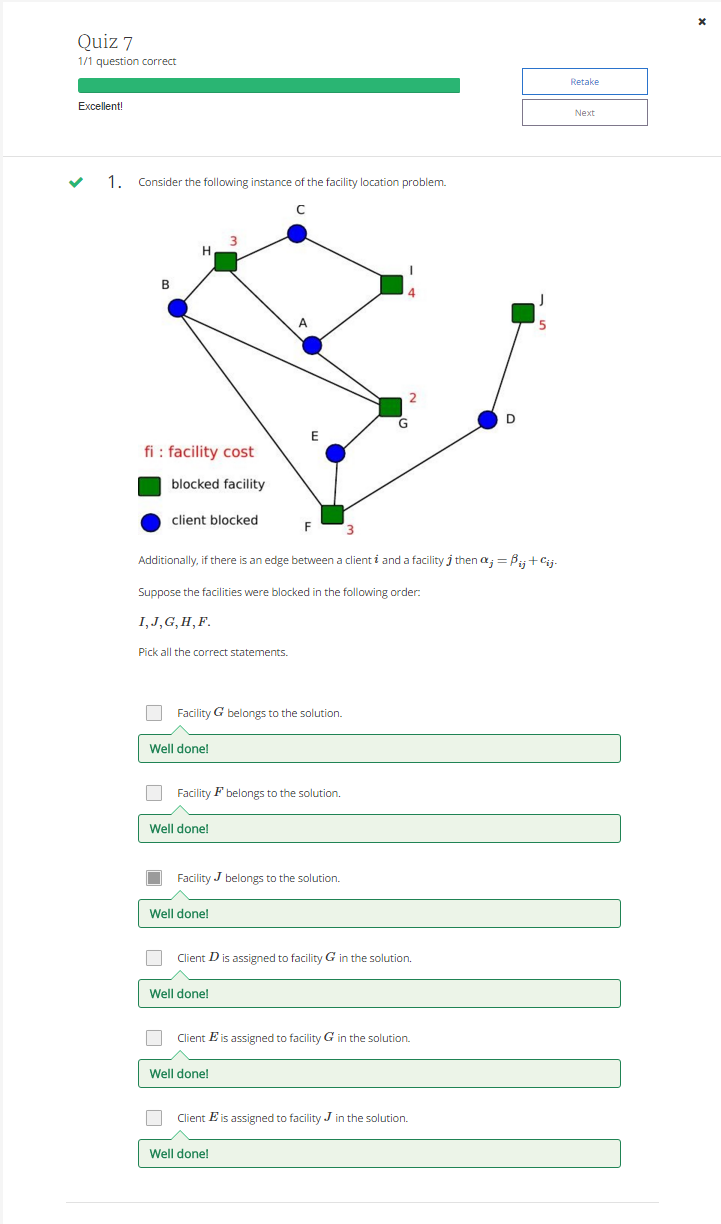 ×
Quiz 7
1/1 question correct
Retake
Excellent!
Next
1. Consider the following instance of the facility location problem.
C
H 3
I
B
4
J
A
5
2
G
D
E
fi : facility cost
blocked facility
client blocked
F 3
Additionally, if there is an edge between a client i and a facility j then αⱼ = βᵢⱼ + cᵢⱼ.
Suppose the facilities were blocked in the following order:
I, J, G, H, F.
Pick all the correct statements.
Facility G belongs to the solution.
Well done!
Facility F belongs to the solution.
Well done!
Facility J belongs to the solution.
Well done!
Client D is assigned to facility G in the solution.
Well done!
Client E is assigned to facility G in the solution.
Well done!
Client E is assigned to facility J in the solution.
Well done!